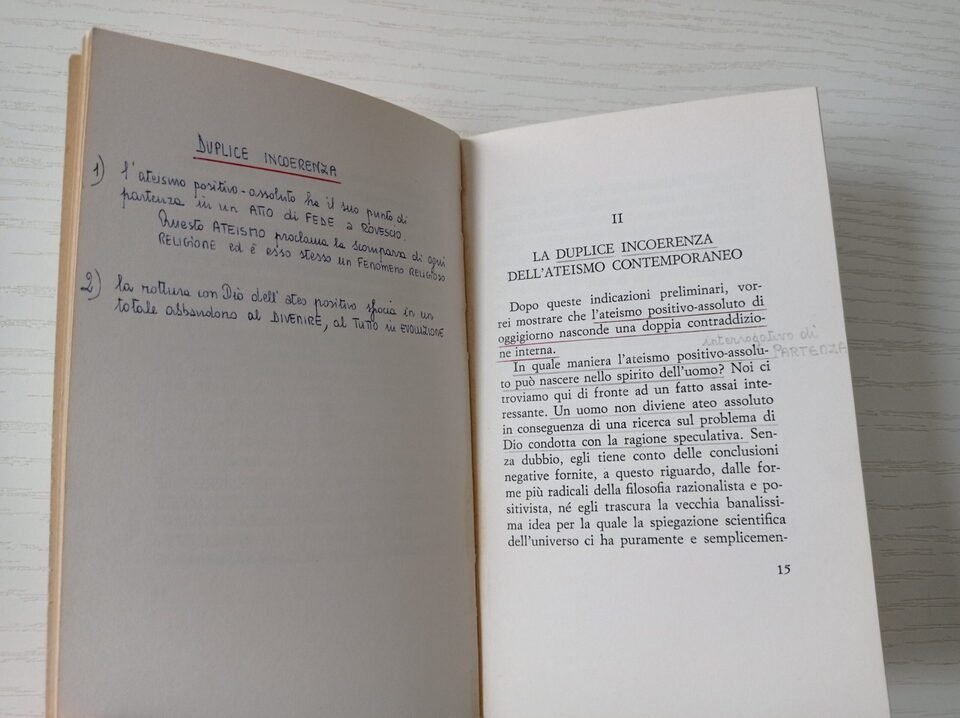 DUPLICE INCOERENZA
1) l'ateismo positivo-assoluto ha il suo punto di
partenza in un ATTO di FEDE a ROVESCIO.
Questo ATEISMO proclama la scomparsa di ogni
RELIGIONE ed è esso stesso un FENOMENO RELIGIOSO
2) la rottura con Dio dell'ateo positivo sfocia in un
totale abbandono al DIVENIRE, al TUTTO in EVOLUZIONE
II
LA DUPLICE INCOERENZA
DELL'ATEISMO CONTEMPORANEO
Dopo queste indicazioni preliminari, vor-
rei mostrare che l'ateismo positivo-assoluto di
oggigiorno nasconde una doppia contraddizio-
ne interna.
interrogativo di
PARTENZA
In quale maniera l'ateismo positivo-assolu-
to può nascere nello spirito dell'uomo? Noi ci
troviamo qui di fronte ad un fatto assai inte-
ressante. Un uomo non diviene ateo assoluto
in conseguenza di una ricerca sul problema di
Dio condotta con la ragione speculativa. Sen-
za dubbio, egli tiene conto delle conclusioni
negative fornite, a questo riguardo, dalle for-
me più radicali della filosofia razionalista e po-
sitivista, né egli trascura la vecchia banalissi-
ma idea per la quale la spiegazione scientifica
dell'universo ci ha puramente e semplicemen-
15